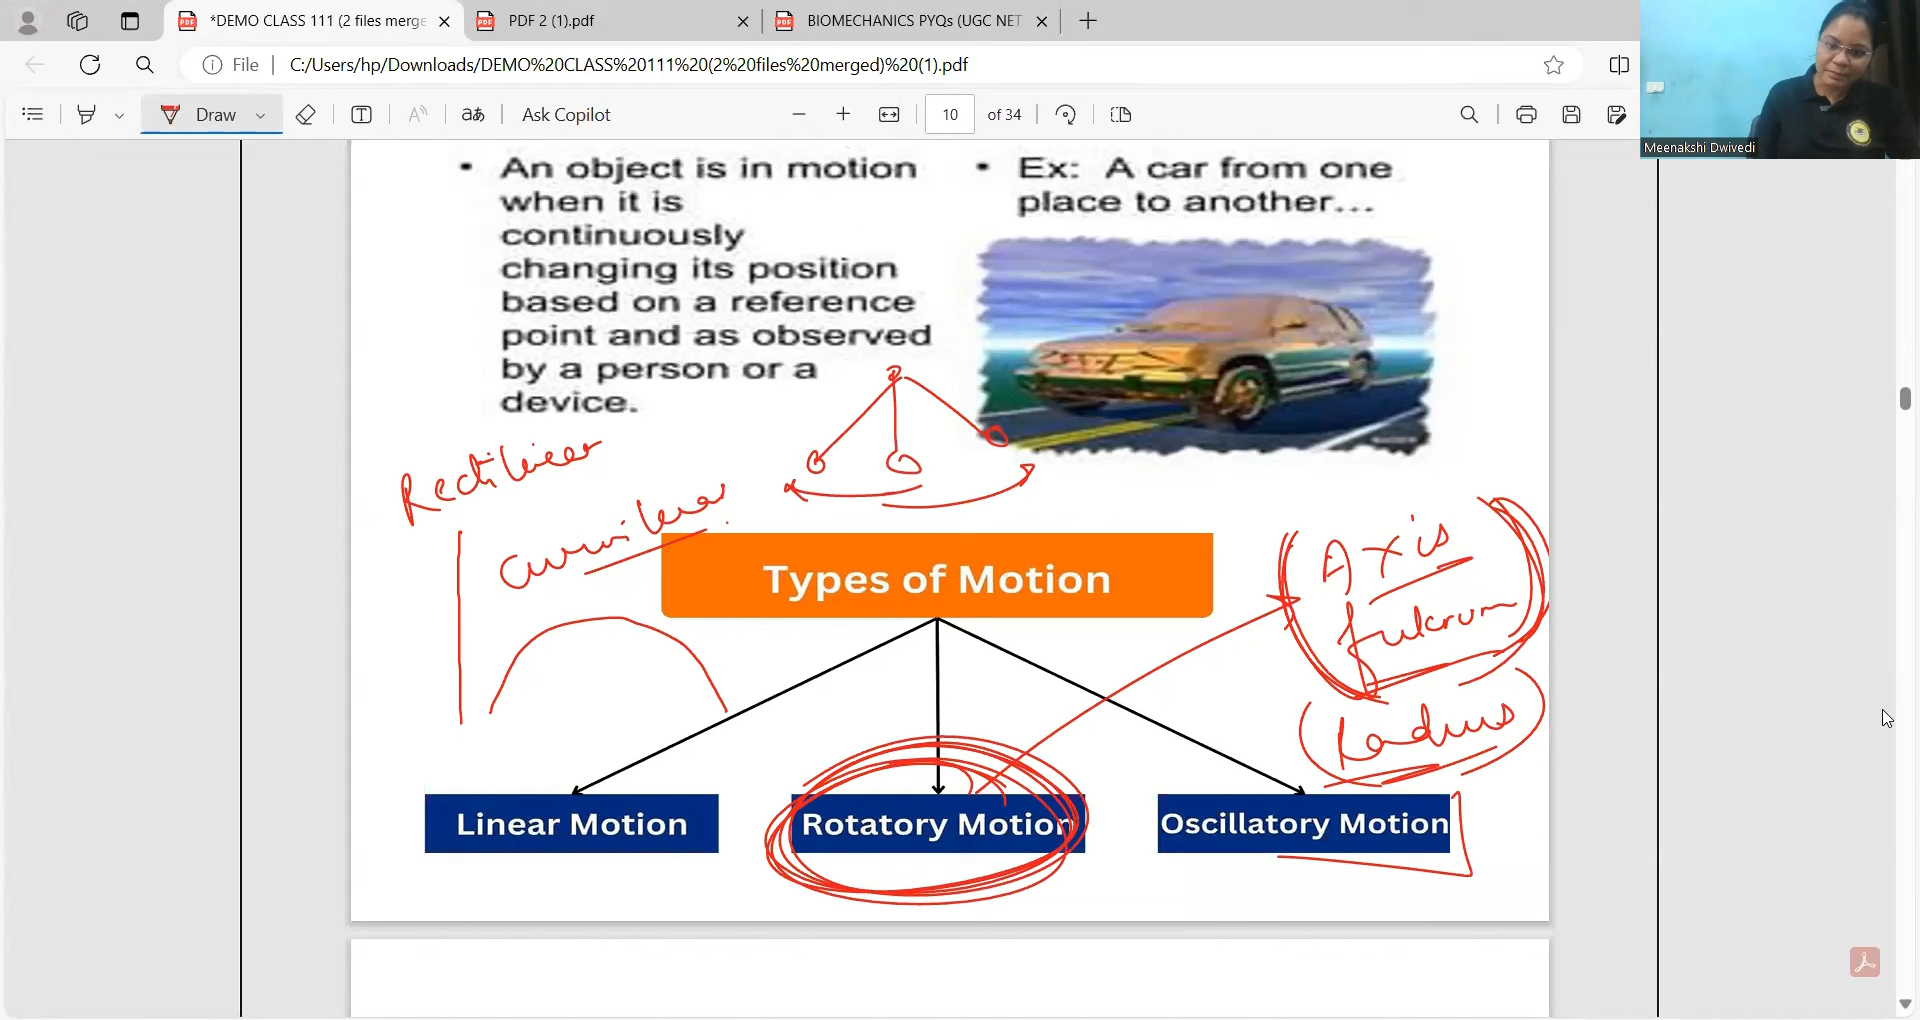 *DEMO CLASS 111 (2 files merge
PDF 2 (1).pdf
BIOMECHANICS PYQs (UGC NET
File
C:/Users/hp/Downloads/DEMO%20CLASS%20111%20(2%20files%20merged)%20(1).pdf
Draw
Ask Copilot
10 of 34
Meenakshi Dwivedi
• An object is in motion
when it is
continuously
changing its position
based on a reference
point and as observed
by a person or a
device.
• Ex: A car from one
place to another...
Rectilinear
Curvilinear
Axis
fulcrum
Radius
Types of Motion
Linear Motion
Rotatory Motion
Oscillatory Motion